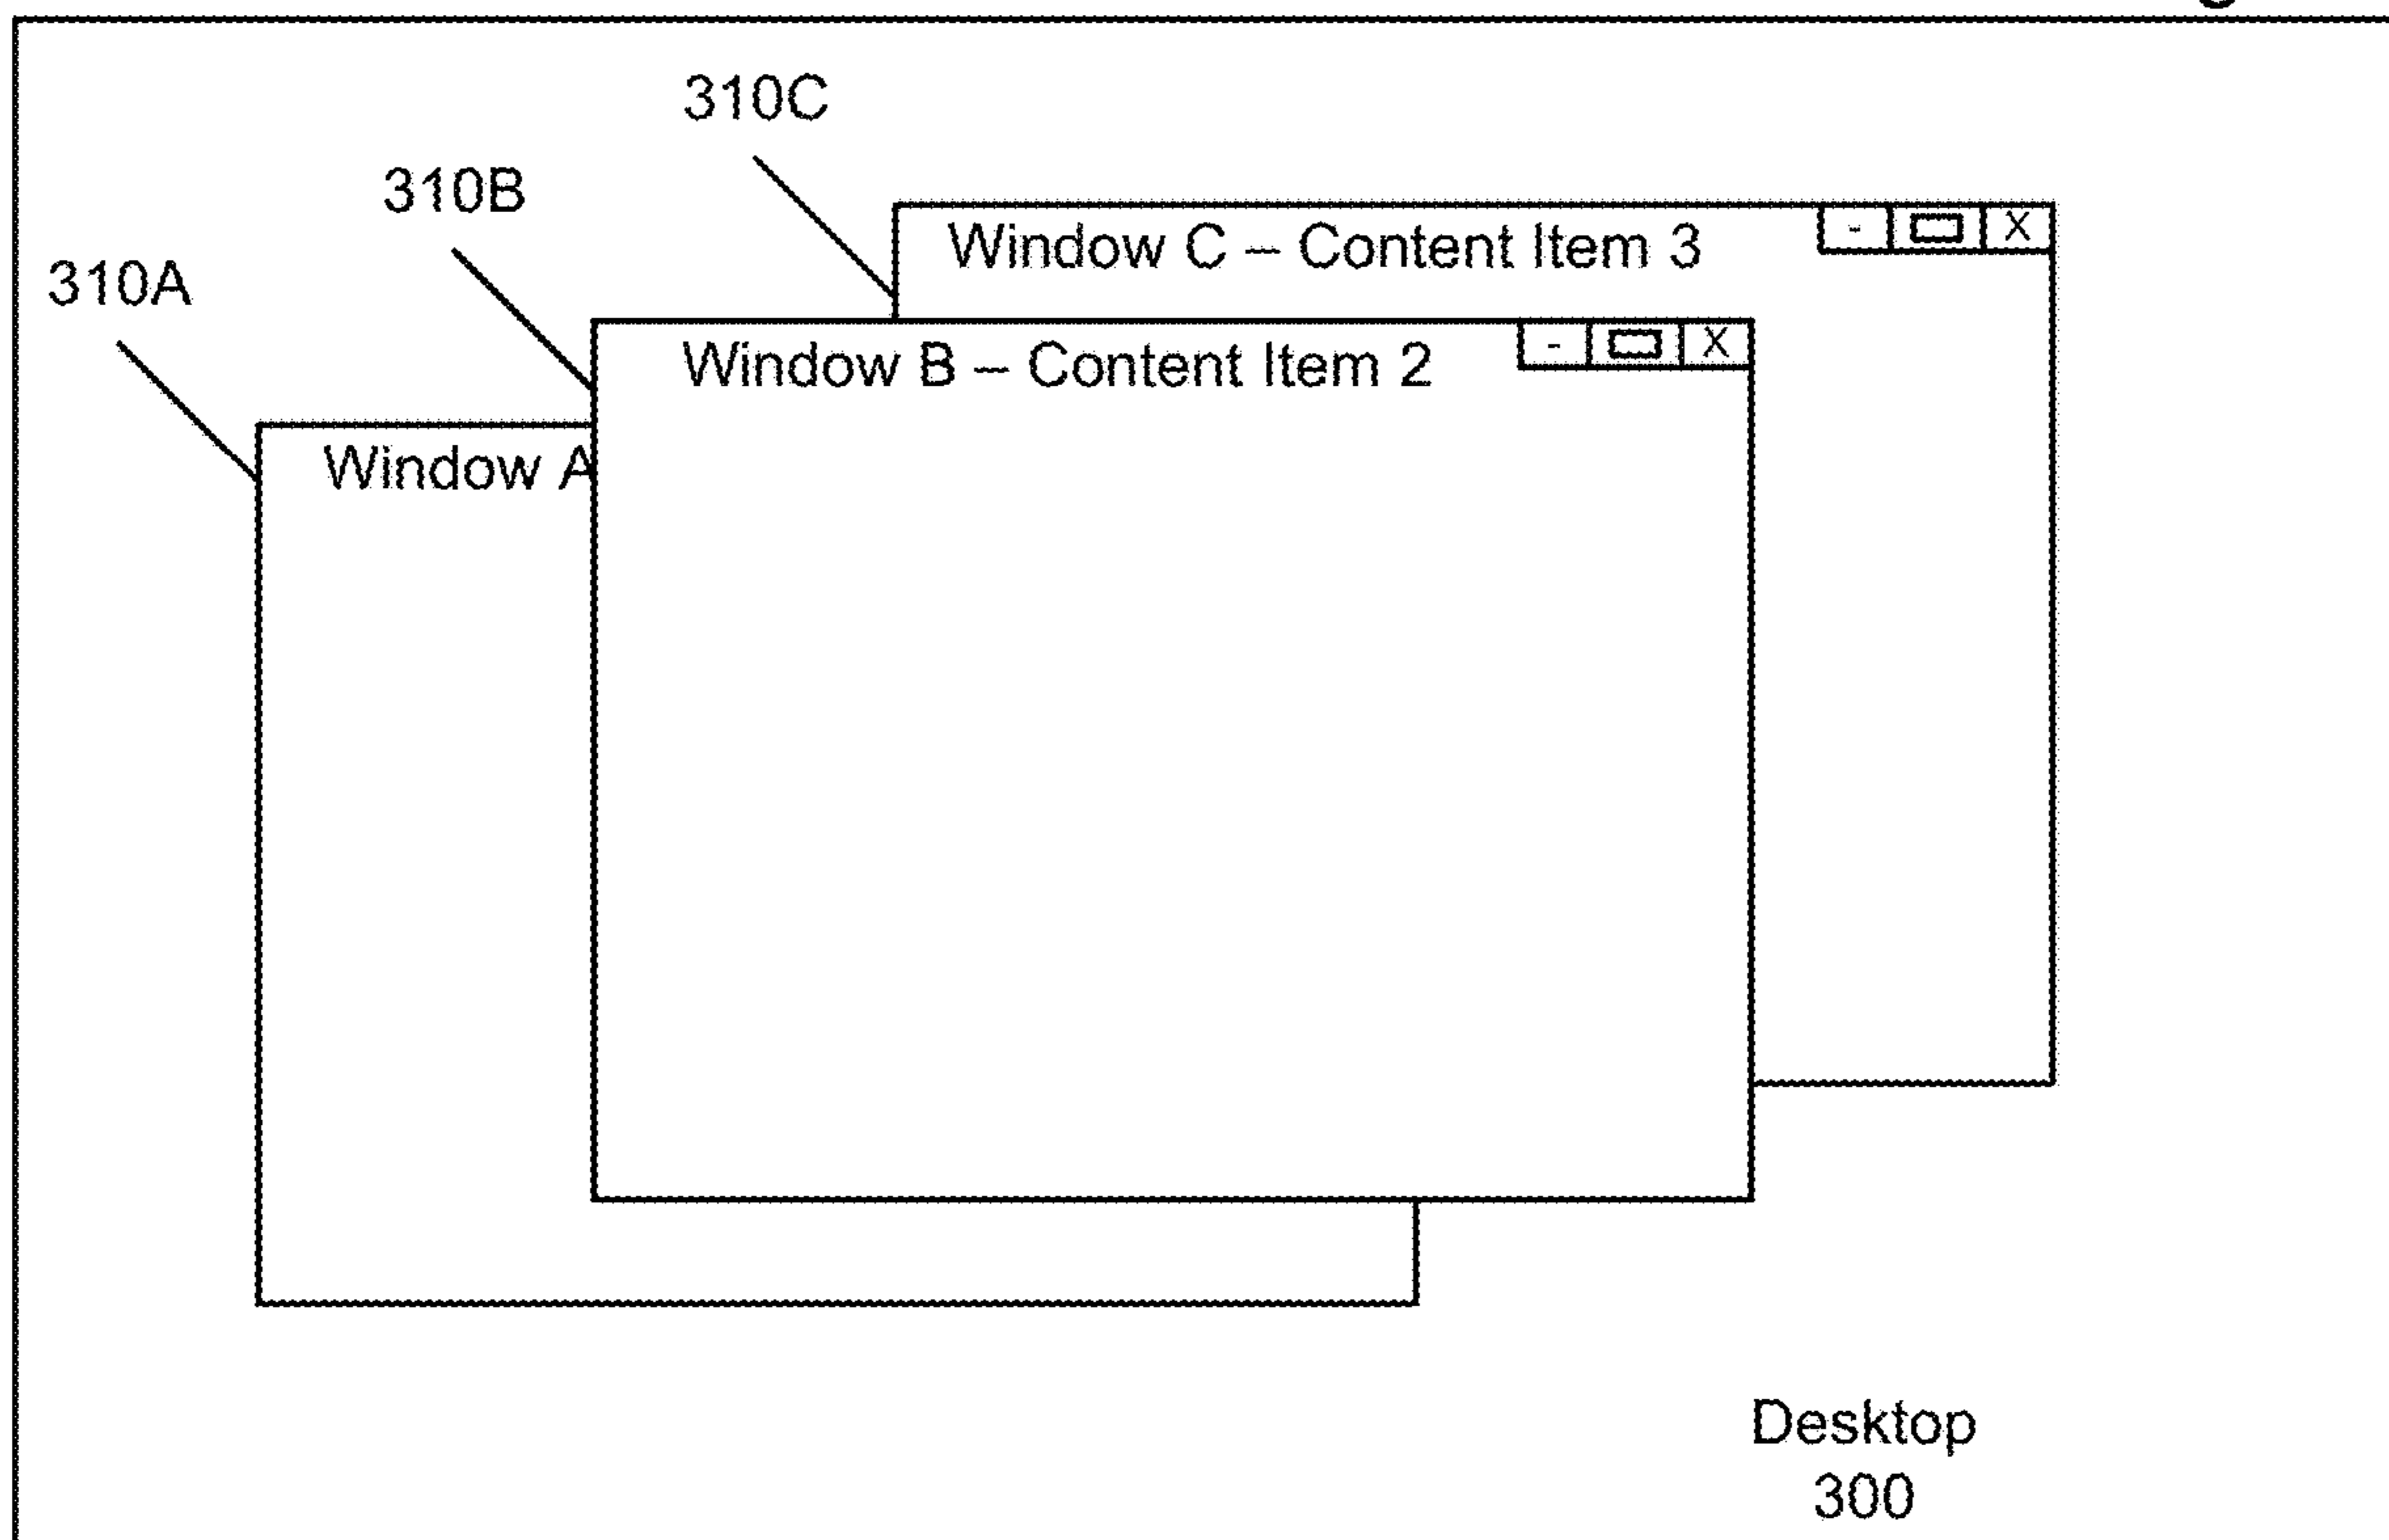 310C
310B
310A
Window C – Content Item 3
- X
Window B – Content Item 2
- X
Window A
Desktop
300